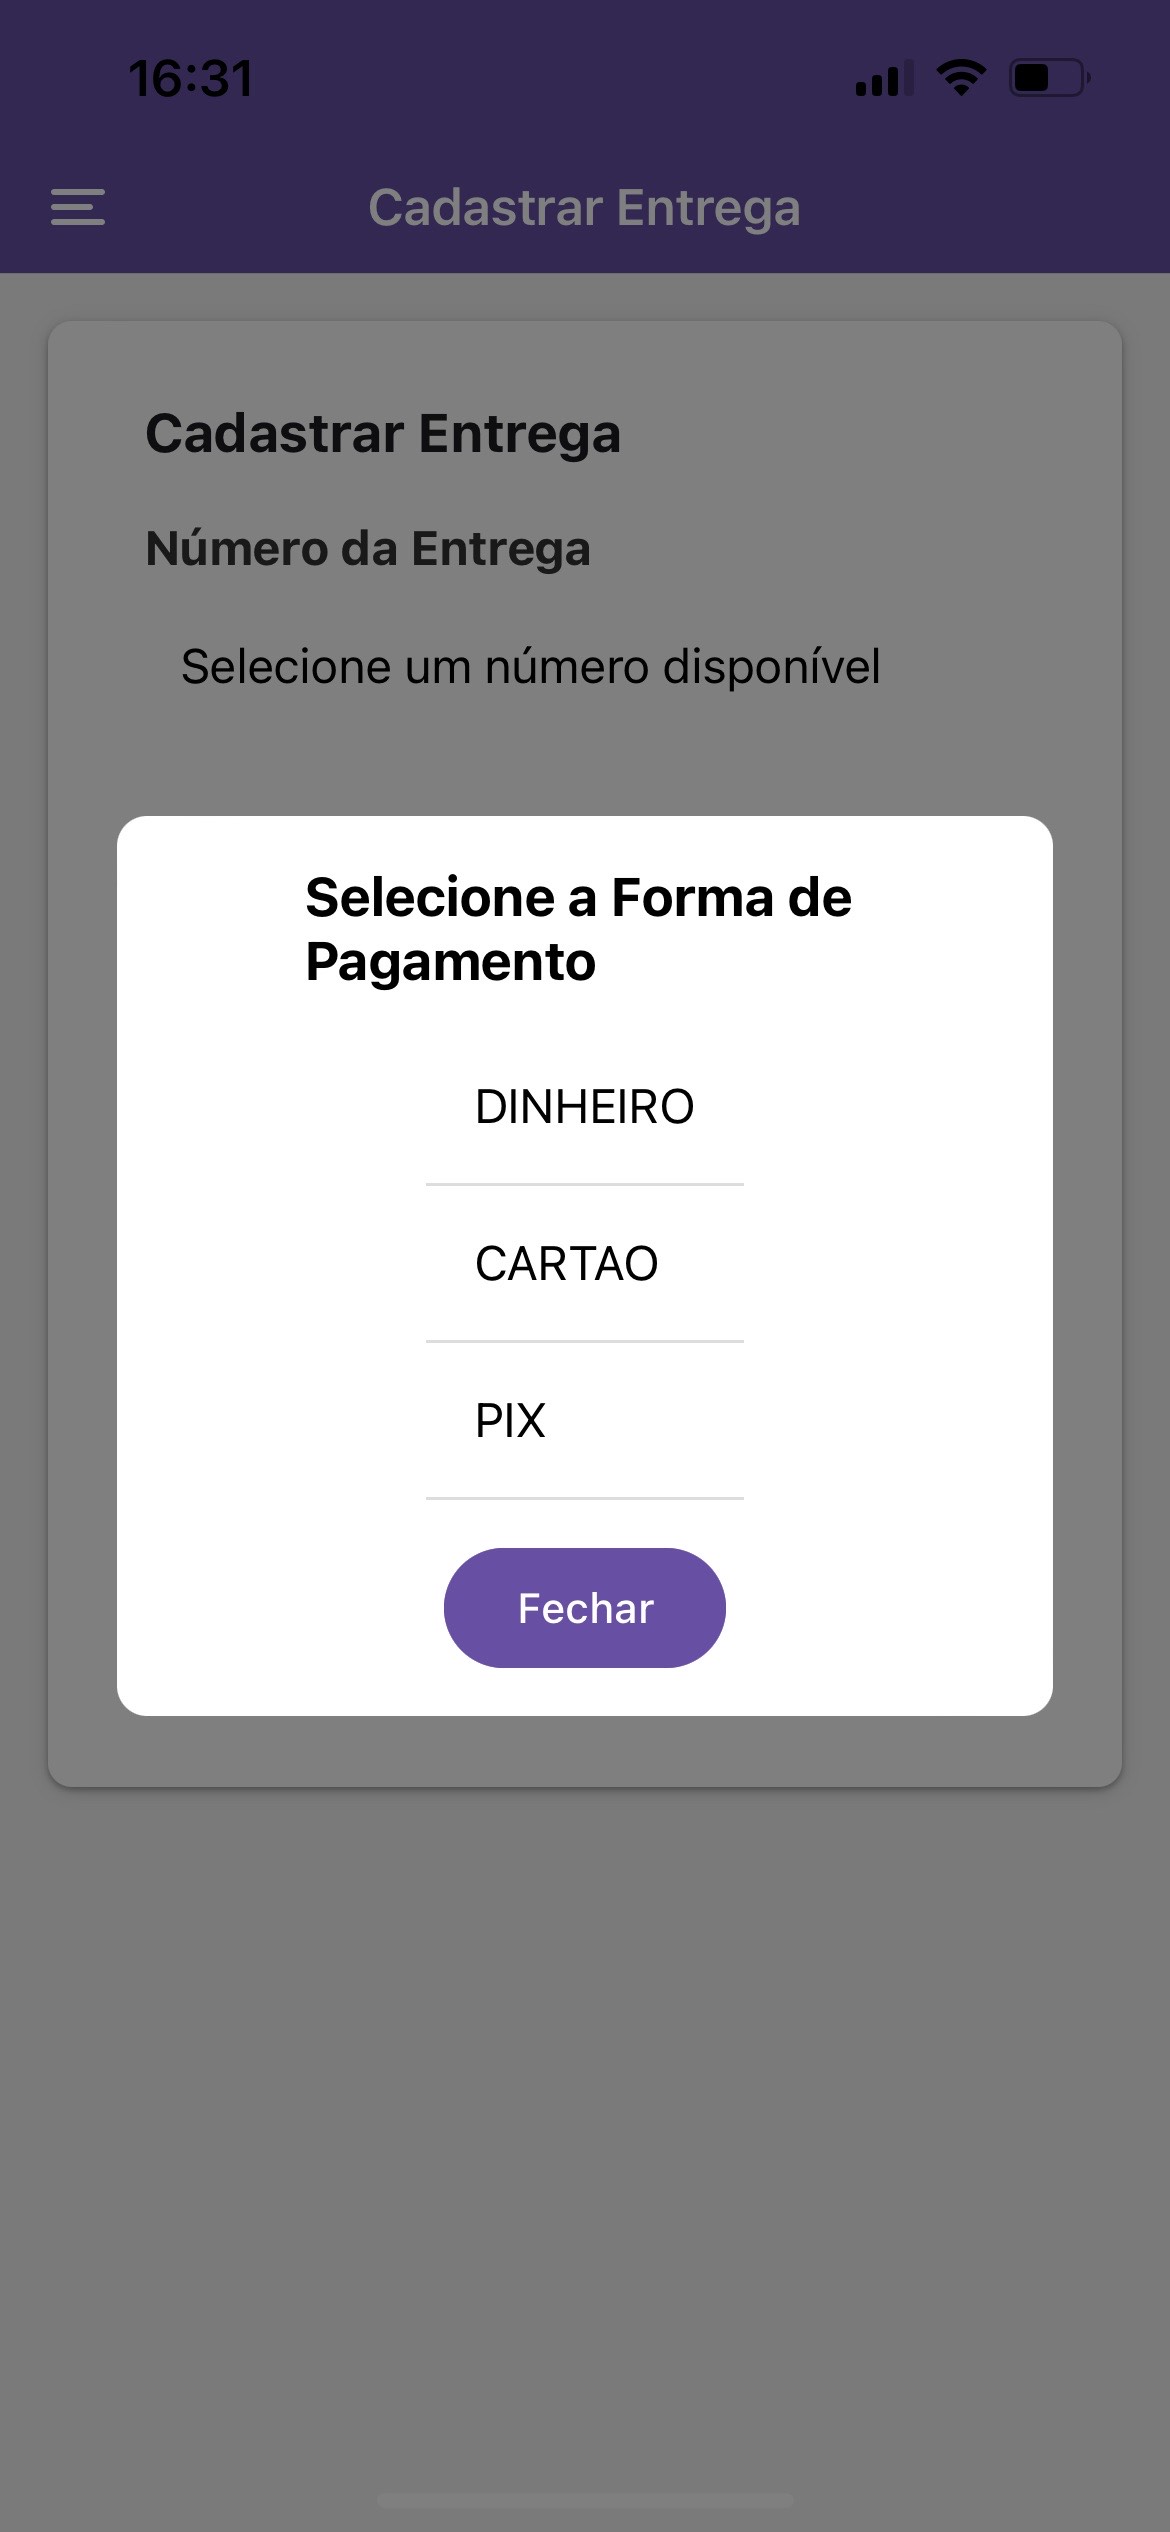 16:31
Cadastrar Entrega
Cadastrar Entrega
Número da Entrega
Selecione um número disponível
Selecione a Forma de
Pagamento
DINHEIRO
CARTAO
PIX
Fechar